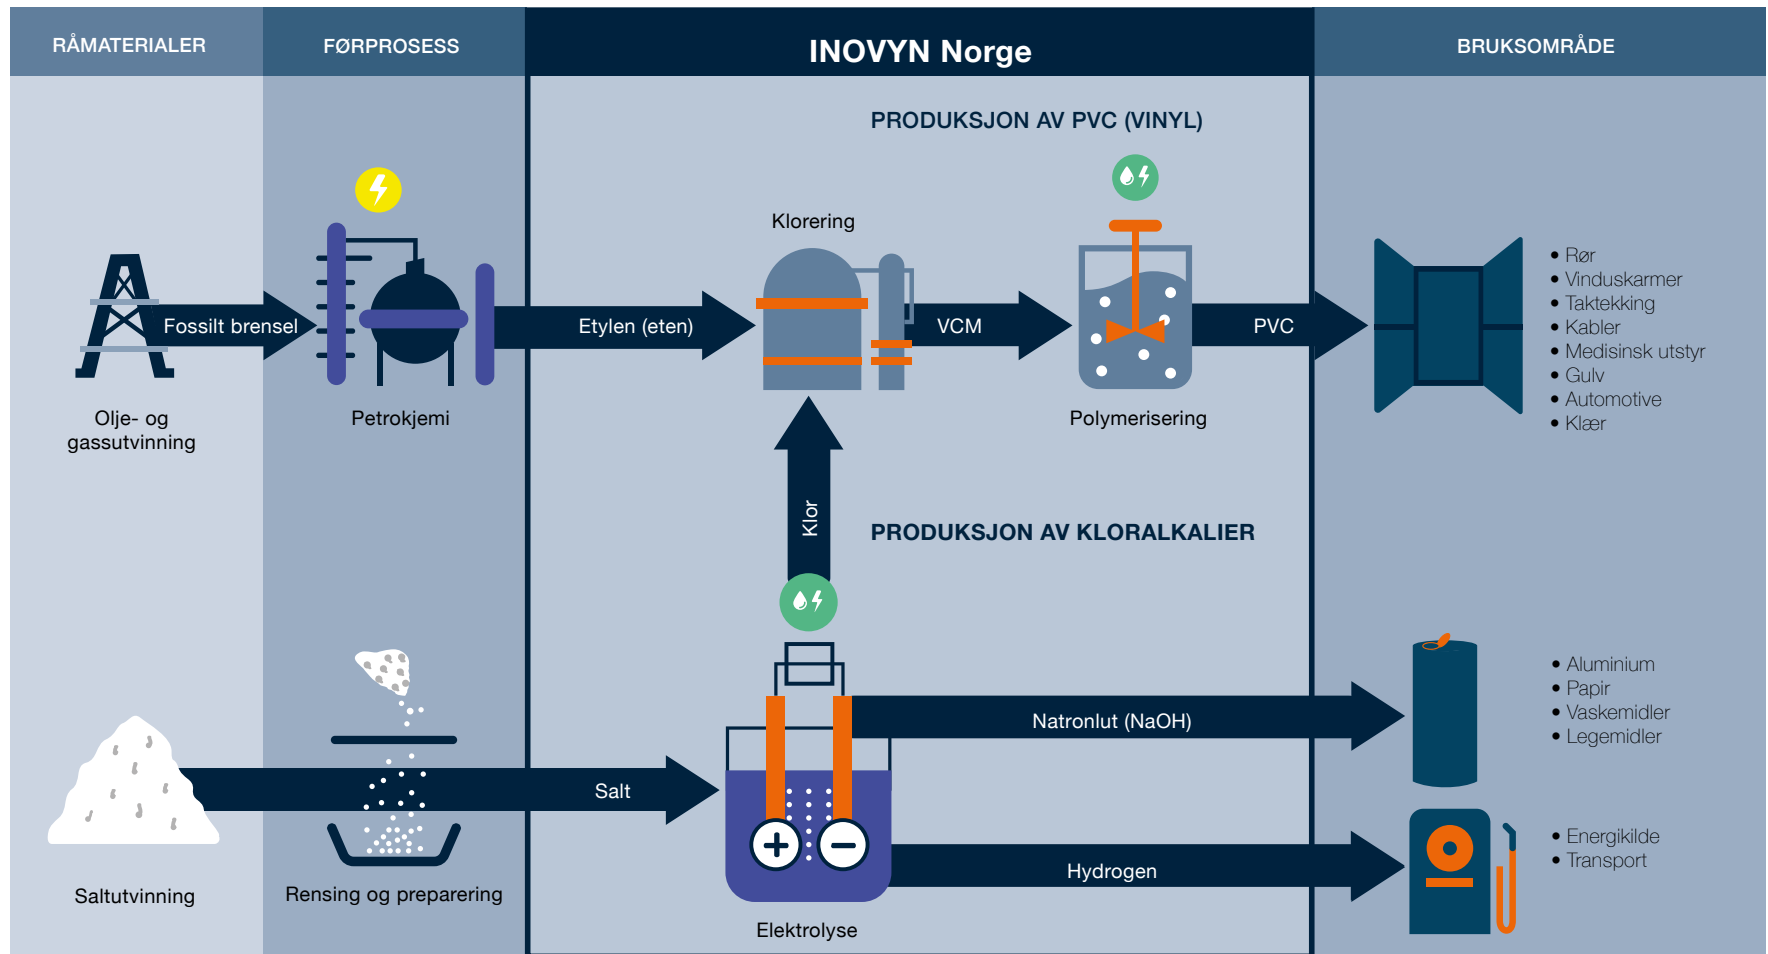 RÅMATERIALER
FØRPROSESS
INOVYN Norge
BRUKSOMRÅDE
PRODUKSJON AV PVC (VINYL)
Klorering
Fossilt brensel
Etylen (eten)
VCM
PVC
Olje- og
gassutvinning
Petrokjemi
Polymerisering
• Rør
• Vinduskarmer
• Taktekking
• Kabler
• Medisinsk utstyr
• Gulv
• Automotive
• Klær
Klor
PRODUKSJON AV KLORALKALIER
Natronlut (NaOH)
• Aluminium
• Papir
• Vaskemidler
• Legemidler
Salt
+
−
Hydrogen
• Energikilde
• Transport
Saltutvinning
Rensing og preparering
Elektrolyse